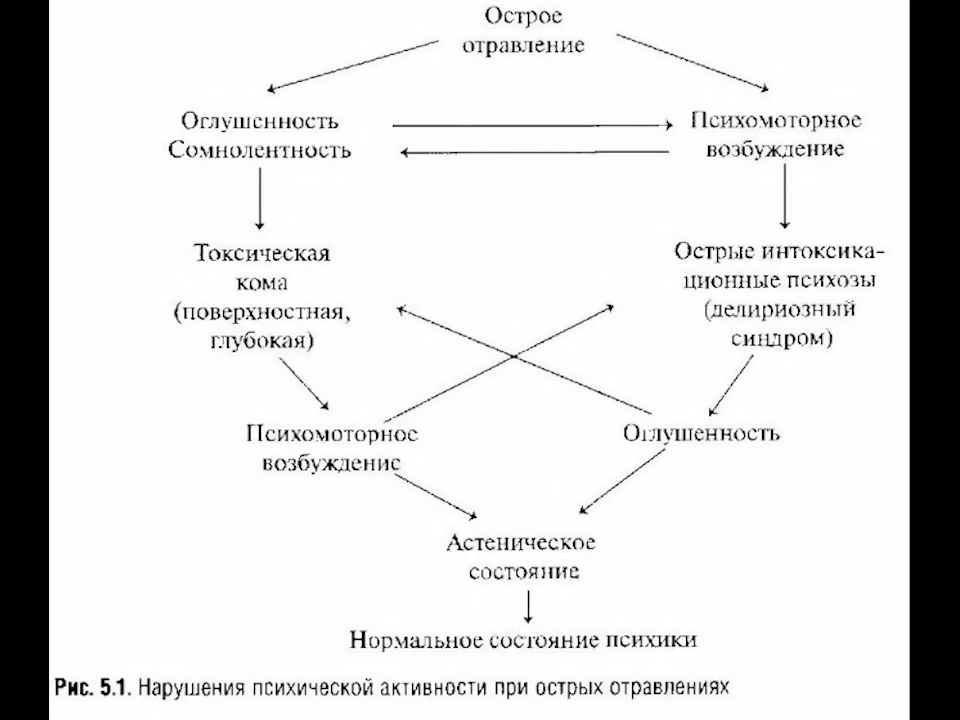 Острое
отравление
Оглушенность
Сомнолентность
Психомоторное
возбуждение
Токсическая
кома
(поверхностная,
глубокая)
Острые интоксика-
ционные психозы
(делириозный
синдром)
Психомоторное
возбуждение
Оглушенность
Астеническое
состояние
Нормальное состояние психики
Рис. 5.1. Нарушения психической активности при острых отравлениях